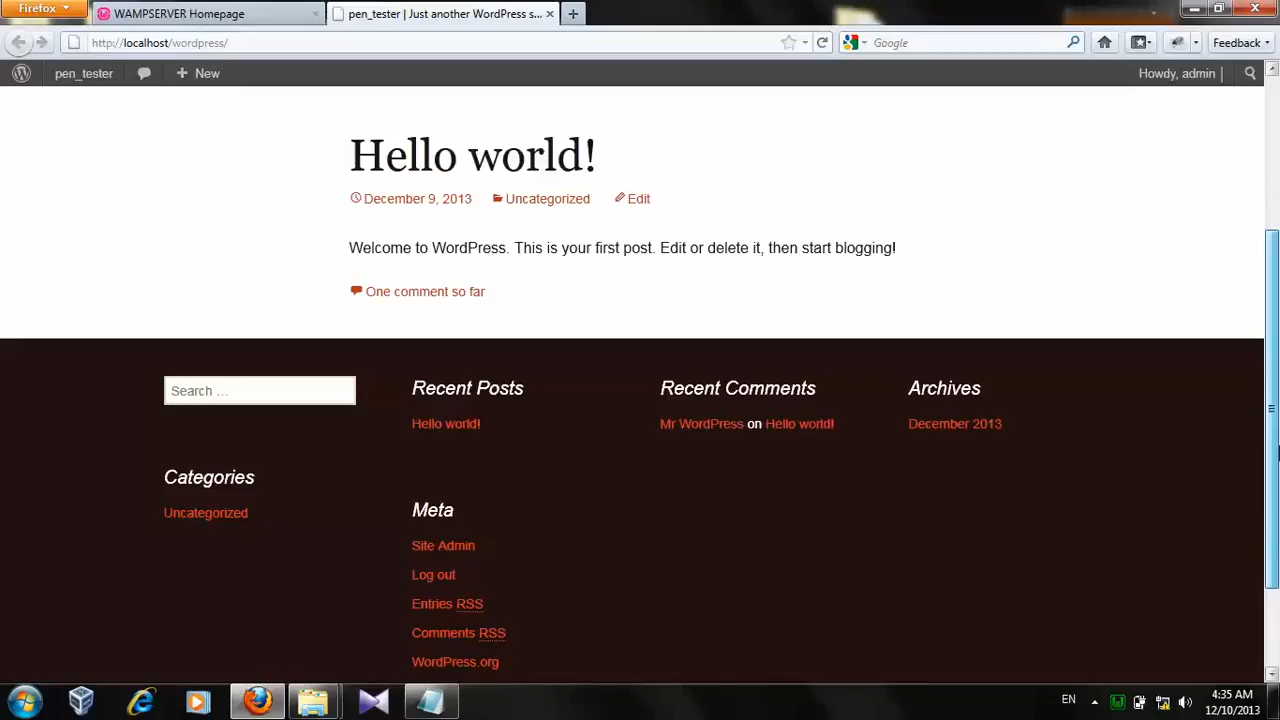 Firefox
WAMPSERVER Homepage
pen_tester | Just another WordPress s...
http://localhost/wordpress/
Google
Feedback
pen_tester
New
Howdy, admin
Hello world!
December 9, 2013 Uncategorized Edit
Welcome to WordPress. This is your first post. Edit or delete it, then start blogging!
One comment so far
Search ...
Recent Posts
Hello world!
Recent Comments
Mr WordPress on Hello world!
Archives
December 2013
Categories
Uncategorized
Meta
Site Admin
Log out
Entries RSS
Comments RSS
WordPress.org
EN
4:35 AM
12/10/2013